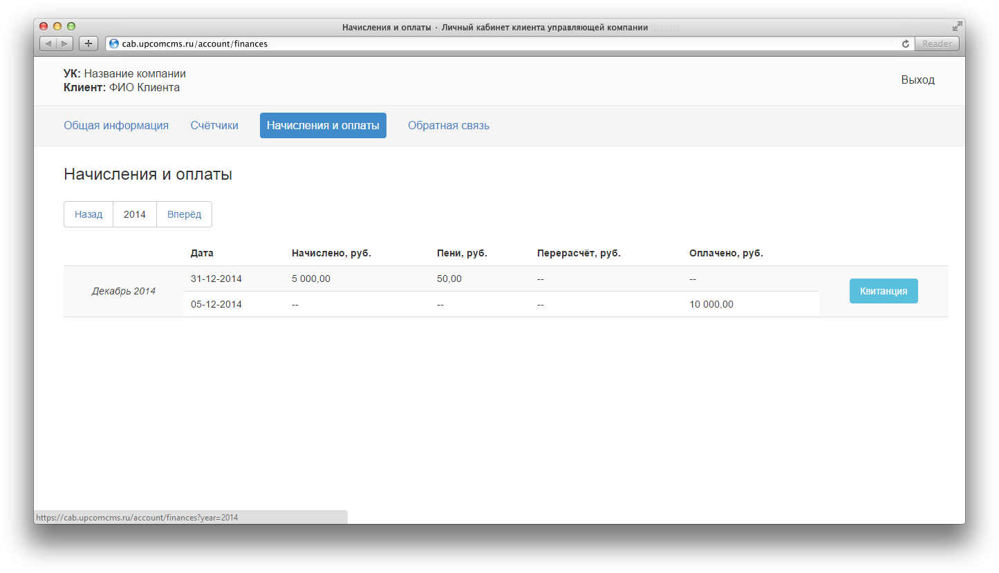 Начисления и оплаты · Личный кабинет клиента управляющей компании
cab.upcomcms.ru/account/finances
Reader
УК: Название компании
Клиент: ФИО Клиента
Выход
Общая информация Счётчики Начисления и оплаты Обратная связь
Начисления и оплаты
Назад 2014 Вперёд
Дата Начислено, руб. Пени, руб. Перерасчёт, руб. Оплачено, руб.
Декабрь 2014
31-12-2014 5 000,00 50,00 -- --
05-12-2014 -- -- -- 10 000,00
Квитанция
https://cab.upcomcms.ru/account/finances?year=2014